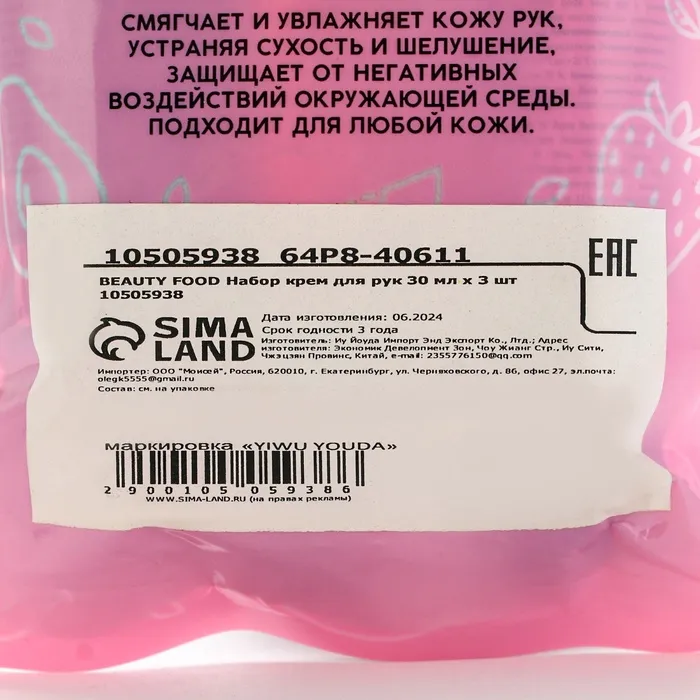 СМЯГЧАЕТ И УВЛАЖНЯЕТ КОЖУ РУК,
УСТРАНЯЯ СУХОСТЬ И ШЕЛУШЕНИЕ,
ЗАЩИЩАЕТ ОТ НЕГАТИВНЫХ
ВОЗДЕЙСТВИЙ ОКРУЖАЮЩЕЙ СРЕДЫ.
ПОДХОДИТ ДЛЯ ЛЮБОЙ КОЖИ.
10505938 64P8-40611
EAC
BEAUTY FOOD Набор крем для рук 30 мл х 3 шт
10505938
SIMA
LAND
Дата изготовления: 06.2024
Срок годности 3 года
Изготовитель: Иу Йоуда Импорт Энд Экспорт Ко., Лтд.; Адрес
изготовителя: Экономик Девелопмент Зон, Чоу Жианг Стр., Иу Сити,
Чжэцзян Провинс, Китай, e-mail: 2355776150@qq.com
Импортер: ООО "Моисей", Россия, 620010, г. Екатеринбург, ул. Черняховского, д. 86, офис 27, эл.почта:
olegk5555@gmail.ru
Состав: см. на упаковке
маркировка «YIWU YOUDA»
2 900105 059386
WWW.SIMA-LAND.RU (на правах рекламы)